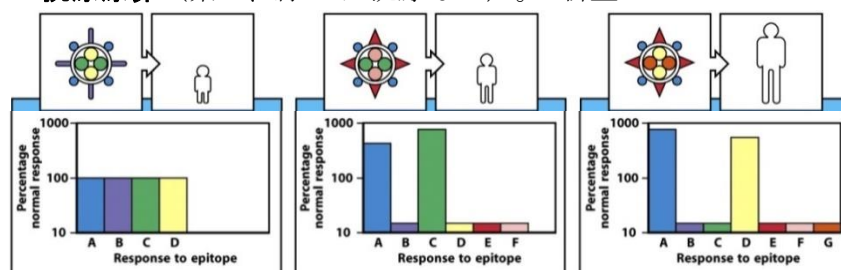 1000
100
10
Percentage
normal response
A B C D
Response to epitope
1000
100
10
Percentage
normal response
A B C D E F
Response to epitope
1000
100
10
Percentage
normal response
A B C D E F G
Response to epitope